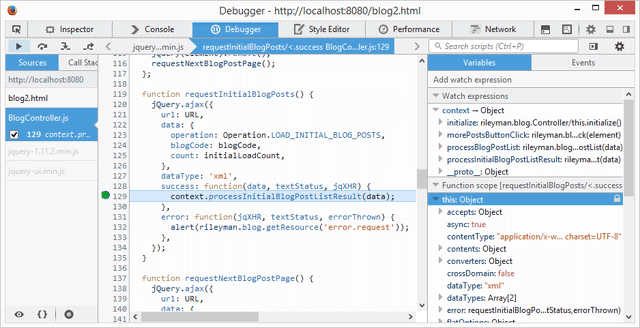 Debugger - http://localhost:8080/blog2.html
Inspector
Console
Debugger
Style Editor
Performance
Network
jquery...min.js
requestInitialBlogPosts/<.success BlogCo...ler.js:129
Search scripts (Ctrl+P)
Sources
Call Stac
http://localhost:8080
blog2.html
BlogController.js
129 context.pr...
jquery-1.11.2.min.js
jquery-ui.min.js
116 requestNextBlogPostPage();
117 };
118
119 function requestInitialBlogPosts() {
120 jQuery.ajax({
121 url: URL,
122 data: {
123 operation: Operation.LOAD_INITIAL_BLOG_POSTS,
124 blogCode: blogCode,
125 count: initialLoadCount,
126 },
127 dataType: 'xml',
128 success: function(data, textStatus, jqXHR) {
129 context.processInitialBlogPostListResult(data);
130 },
131 error: function(jqXHR, textStatus, errorThrown) {
132 alert(rileyman.blog.getResource('error.request'));
133 },
134 });
135 }
136
137 function requestNextBlogPostPage() {
138 jQuery.ajax({
139 url: URL,
140 data: {
141
Variables
Events
Add watch expression
Watch expressions
context → Object
initialize: rileyman.blog.Controller/this.initialize()
morePostsButtonClick: rileyman.bl...ck(element)
processBlogPostList: rileyman.blog...ostList(data)
processInitialBlogPostListResult: rileyma...t(data)
__proto__: Object
Function scope [requestInitialBlogPosts/<.success
this: Object
accepts: Object
async: true
contentType: "application/x-w... charset=UTF-8"
contents: Object
converters: Object
crossDomain: false
dataType: "xml"
dataTypes: Array[2]
error: requestInitialBlogPo...tStatus,errorThrown)
flatOptions: Object